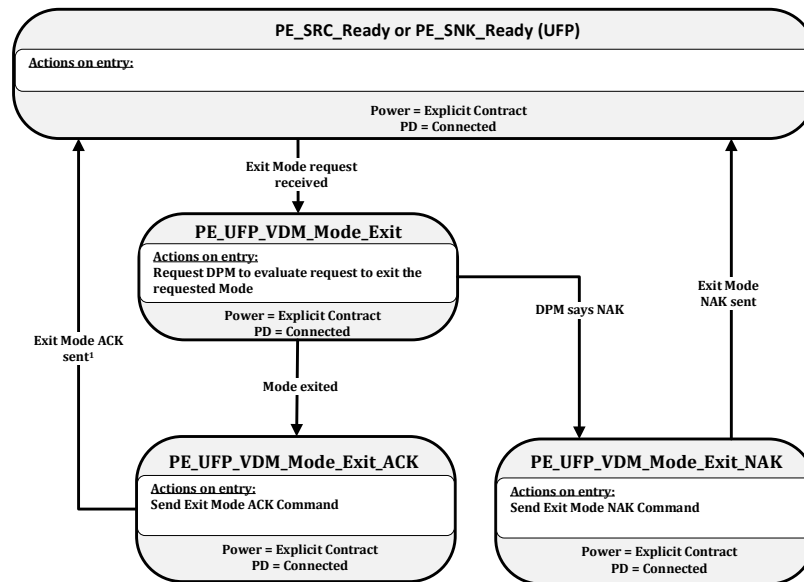 PE_SRC_Ready or PE_SNK_Ready (UFP)
Actions on entry:
Power = Explicit Contract
PD = Connected
Exit Mode request
received
PE_UFP_VDM_Mode_Exit
Actions on entry:
Request DPM to evaluate request to exit the
requested Mode
Power = Explicit Contract
PD = Connected
Exit Mode
NAK sent
DPM says NAK
Exit Mode ACK
sent¹
Mode exited
PE_UFP_VDM_Mode_Exit_ACK
Actions on entry:
Send Exit Mode ACK Command
Power = Explicit Contract
PD = Connected
PE_UFP_VDM_Mode_Exit_NAK
Actions on entry:
Send Exit Mode NAK Command
Power = Explicit Contract
PD = Connected